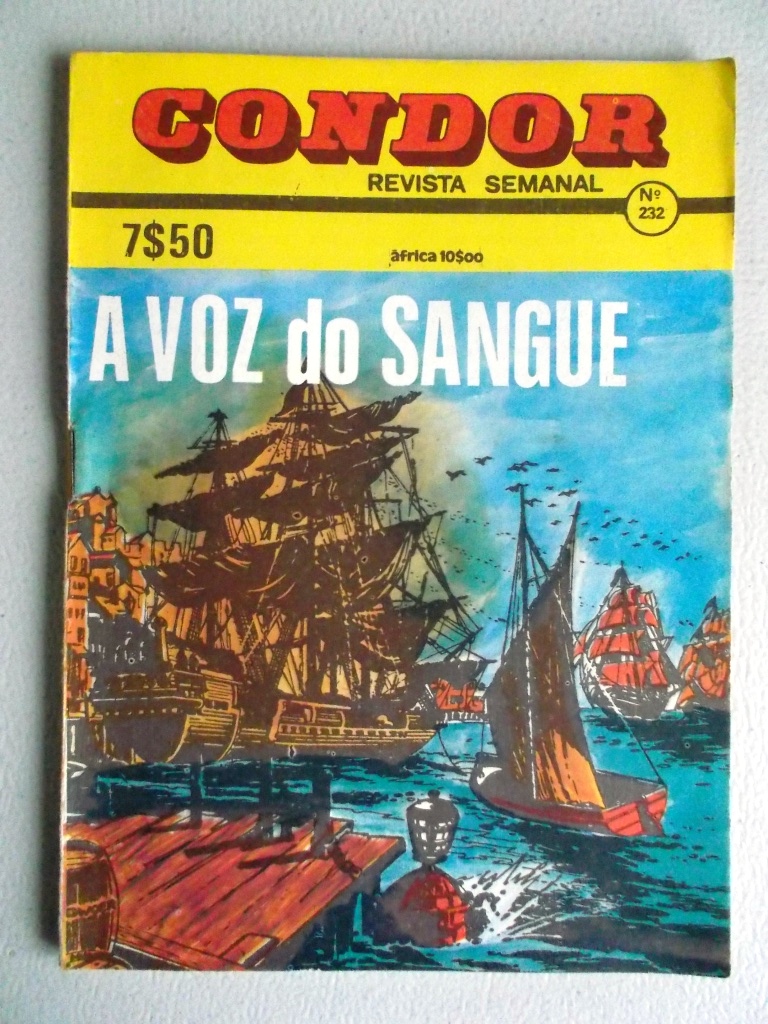 CONDOR
REVISTA SEMANAL
Nº
232
7$50
áfrica 10$00
A VOZ do SANGUE